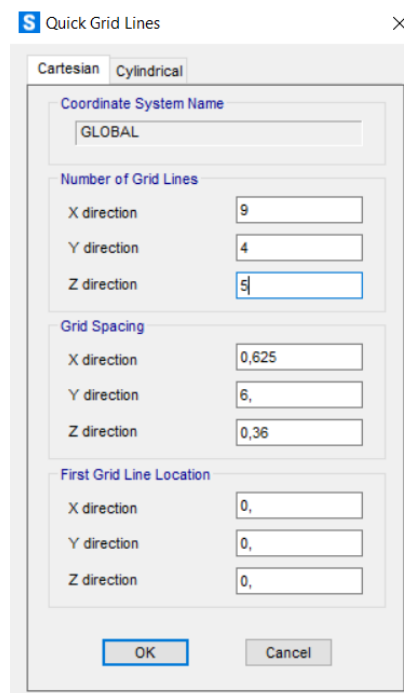 S Quick Grid Lines
Cartesian Cylindrical
Coordinate System Name
GLOBAL
Number of Grid Lines
X direction 9
Y direction 4
Z direction 5
Grid Spacing
X direction 0,625
Y direction 6,
Z direction 0,36
First Grid Line Location
X direction 0,
Y direction 0,
Z direction 0,
OK Cancel